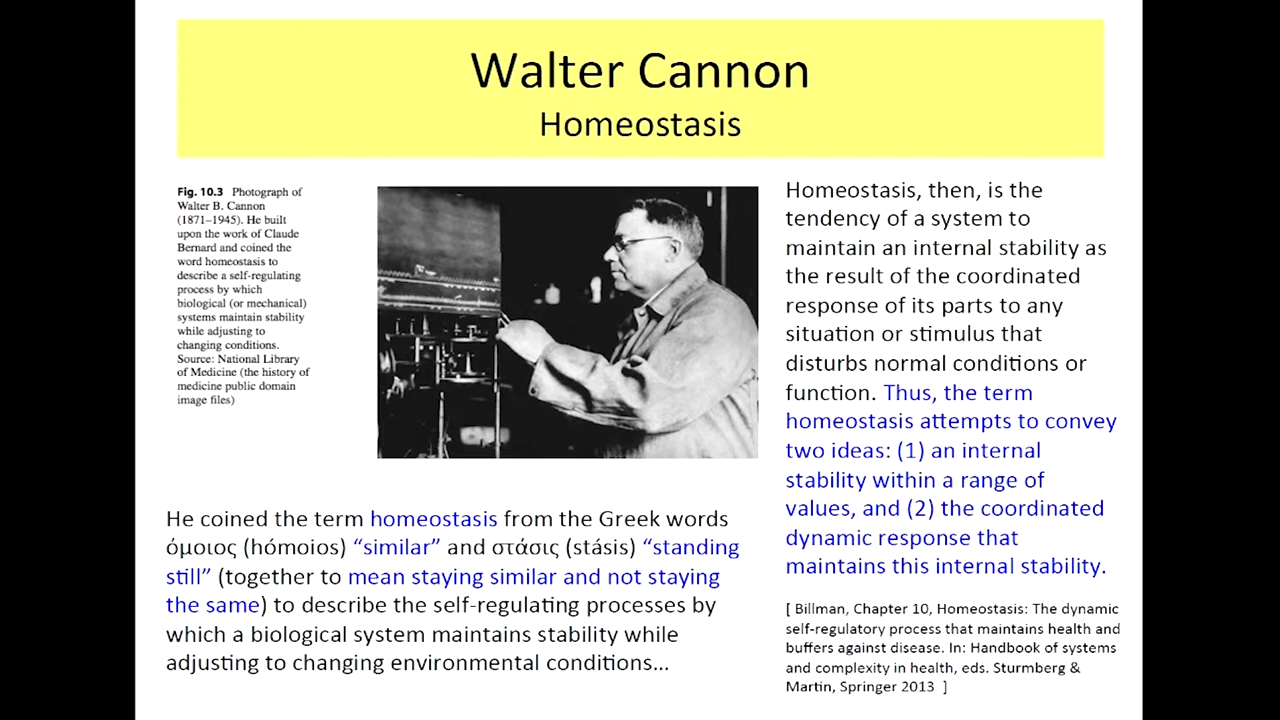 Walter Cannon
Homeostasis
Fig. 10.3 Photograph of
Walter B. Cannon
(1871–1945). He built
upon the work of Claude
Bernard and coined the
word homeostasis to
describe a self-regulating
process by which
biological (or mechanical)
systems maintain stability
while adjusting to
changing conditions.
Source: National Library
of Medicine (the history of
medicine public domain
image files)
He coined the term homeostasis from the Greek words
όμοιος (hómoios) “similar” and στάσις (stásis) “standing
still” (together to mean staying similar and not staying
the same) to describe the self-regulating processes by
which a biological system maintains stability while
adjusting to changing environmental conditions...
Homeostasis, then, is the
tendency of a system to
maintain an internal stability as
the result of the coordinated
response of its parts to any
situation or stimulus that
disturbs normal conditions or
function. Thus, the term
homeostasis attempts to convey
two ideas: (1) an internal
stability within a range of
values, and (2) the coordinated
dynamic response that
maintains this internal stability.
[ Billman, Chapter 10, Homeostasis: The dynamic
self-regulatory process that maintains health and
buffers against disease. In: Handbook of systems
and complexity in health, eds. Sturmberg &
Martin, Springer 2013 ]